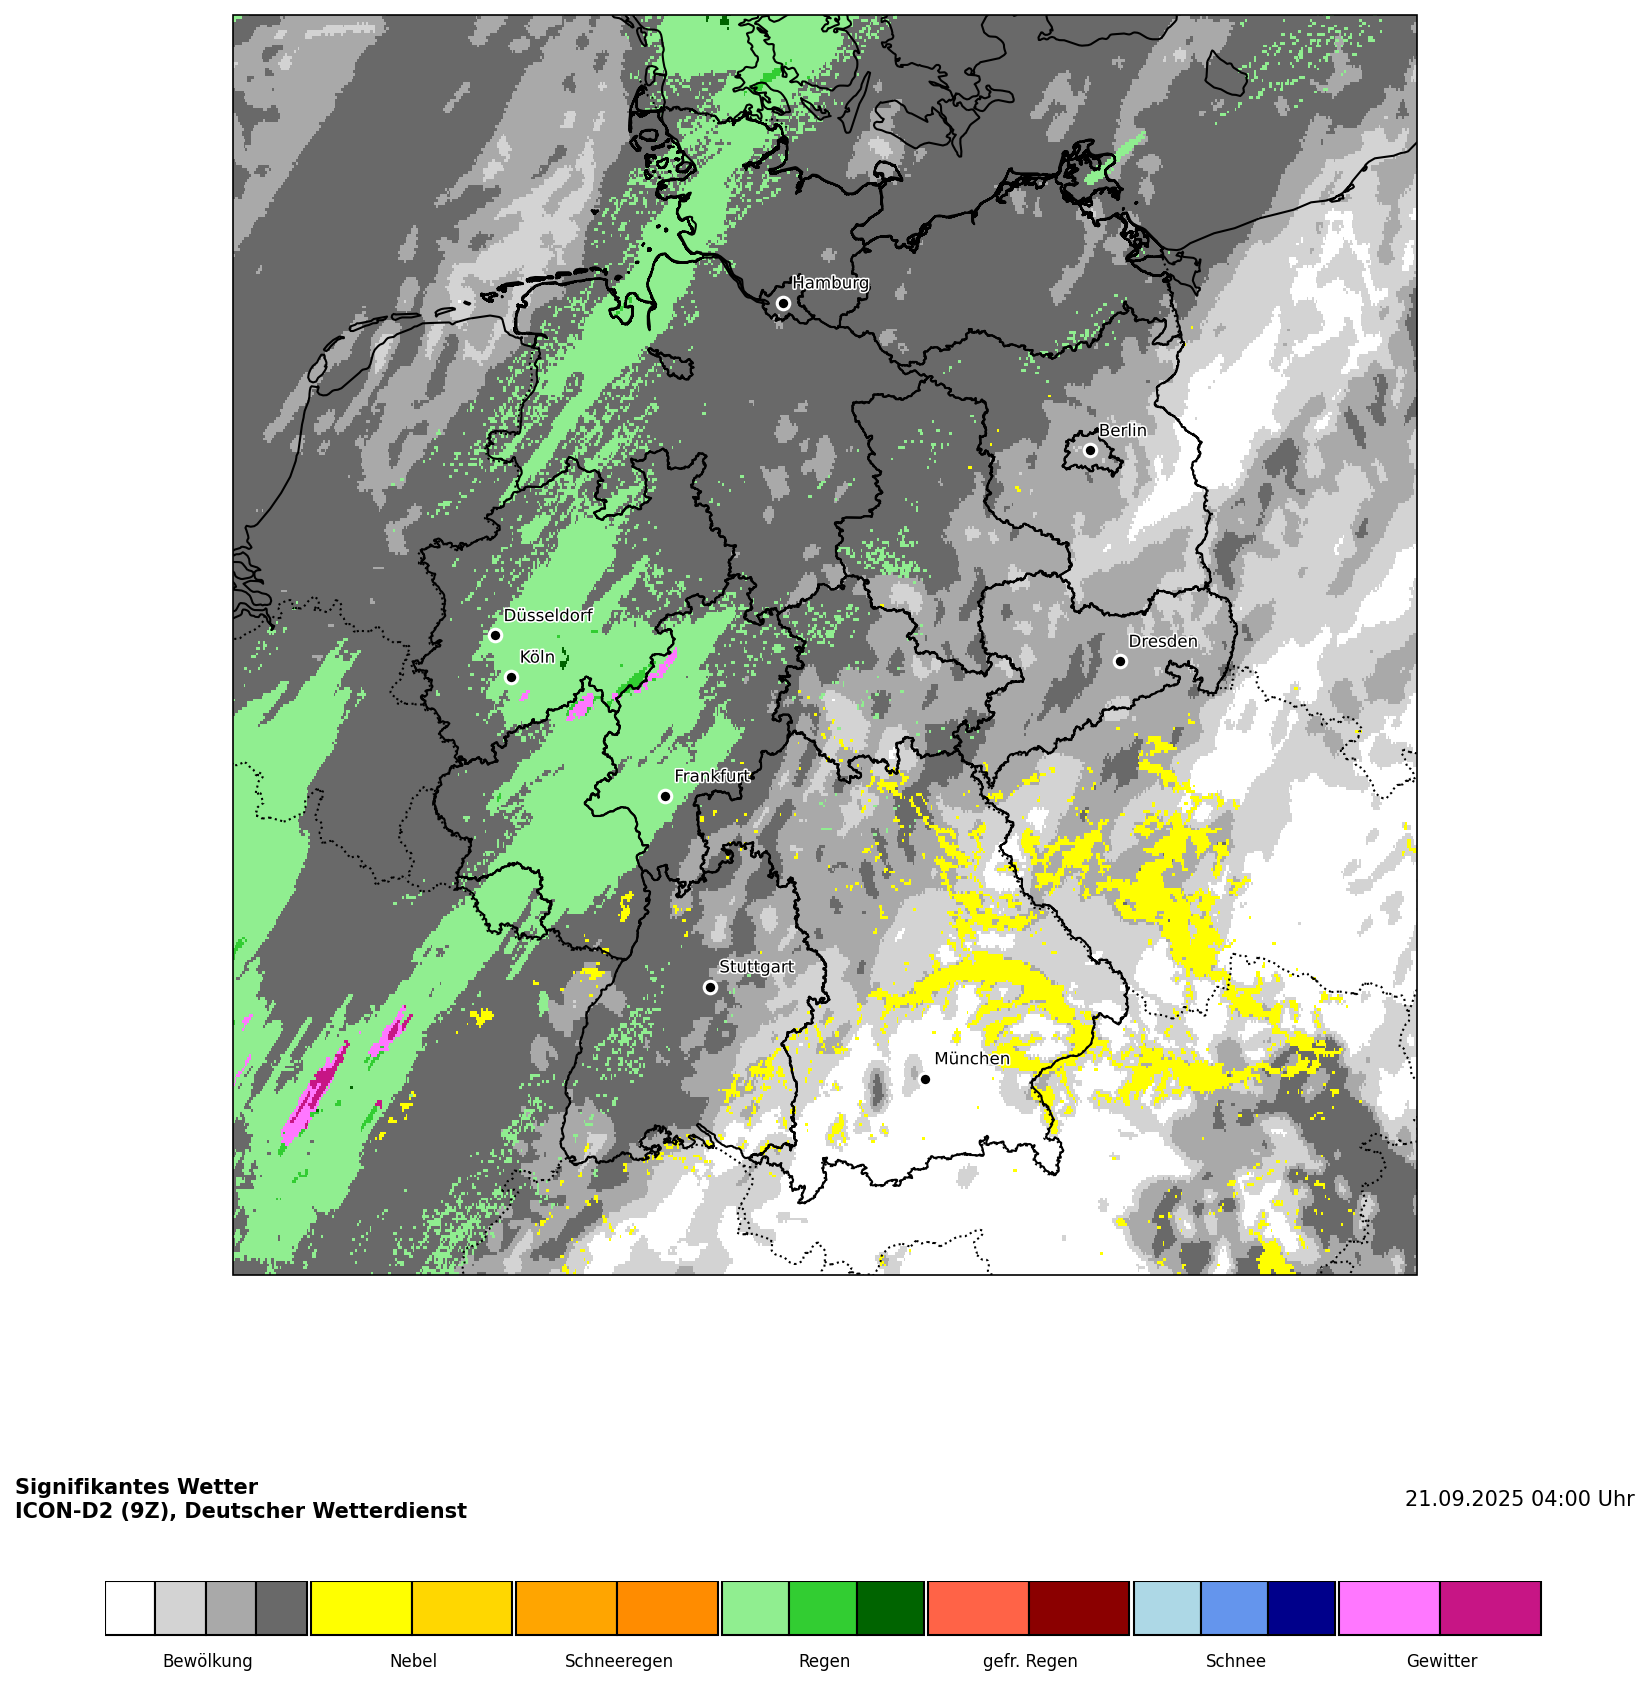 Hamburg
Berlin
Düsseldorf
Köln
Dresden
Frankfurt
Stuttgart
München
Signifikantes Wetter
ICON-D2 (9Z), Deutscher Wetterdienst
21.09.2025 04:00 Uhr
Bewölkung Nebel Schneeregen Regen gefr. Regen Schnee Gewitter